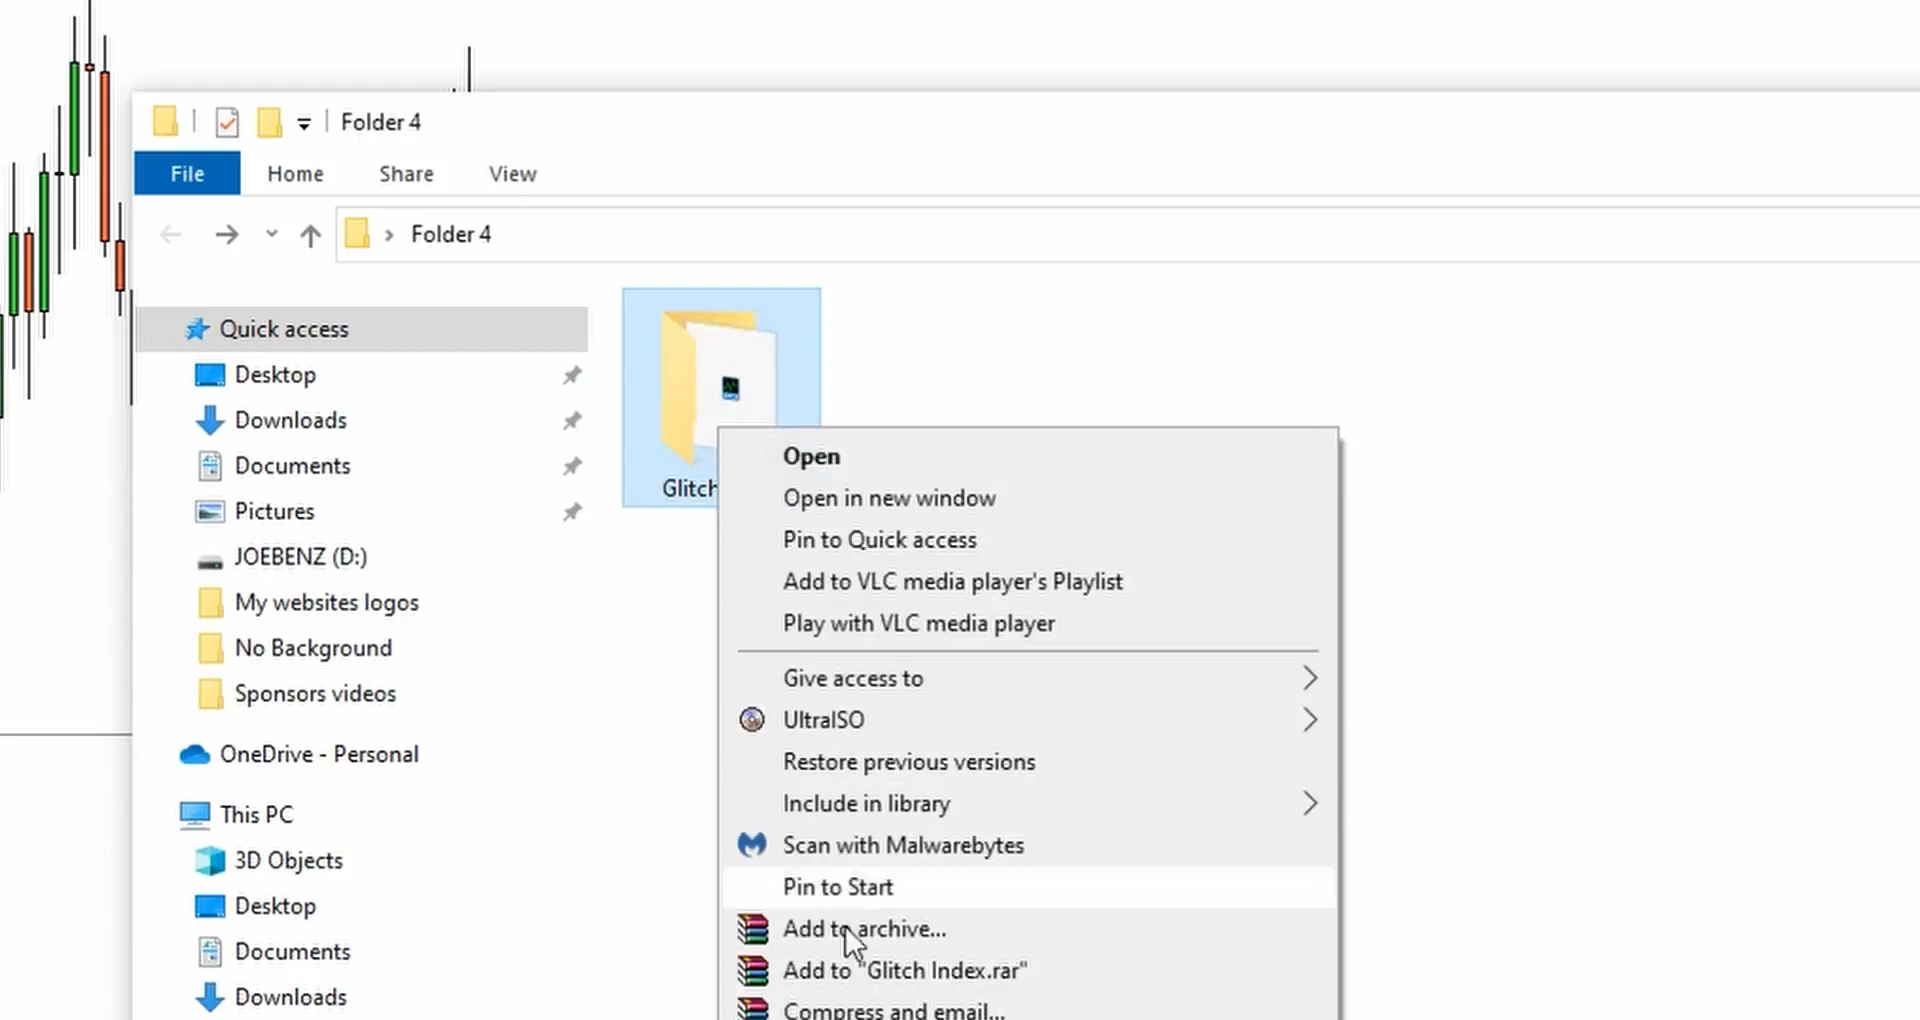 Folder 4
File Home Share View
Folder 4
Quick access
Desktop
Downloads
Documents
Pictures
JOEBENZ (D:)
My websites logos
No Background
Sponsors videos
OneDrive - Personal
This PC
3D Objects
Desktop
Documents
Downloads
Glitch
Open
Open in new window
Pin to Quick access
Add to VLC media player's Playlist
Play with VLC media player
Give access to
UltraISO
Restore previous versions
Include in library
Scan with Malwarebytes
Pin to Start
Add to archive...
Add to "Glitch Index.rar"
Compress and email...